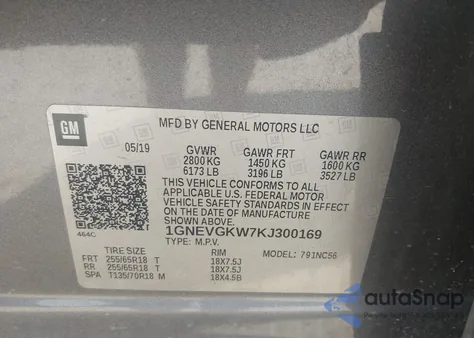 GM
MFD BY GENERAL MOTORS LLC
05/19 GVWR GAWR FRT GAWR RR
2800 KG 1450 KG 1600 KG
6173 LB 3196 LB 3527 LB
THIS VEHICLE CONFORMS TO ALL
APPLICABLE U.S. FEDERAL MOTOR
VEHICLE SAFETY STANDARDS IN
EFFECT ON THE DATE OF MANUFACTURE
SHOWN ABOVE.
464C 1GNEVGKW7KJ300169
TYPE: M.P.V. MODEL: 791NC56
TIRE SIZE RIM
FRT 255/65R18 T 18X7.5J
RR 255/65R18 T 18X7.5J
SPA T135/70R18 M 18X4.5B
autoSnap